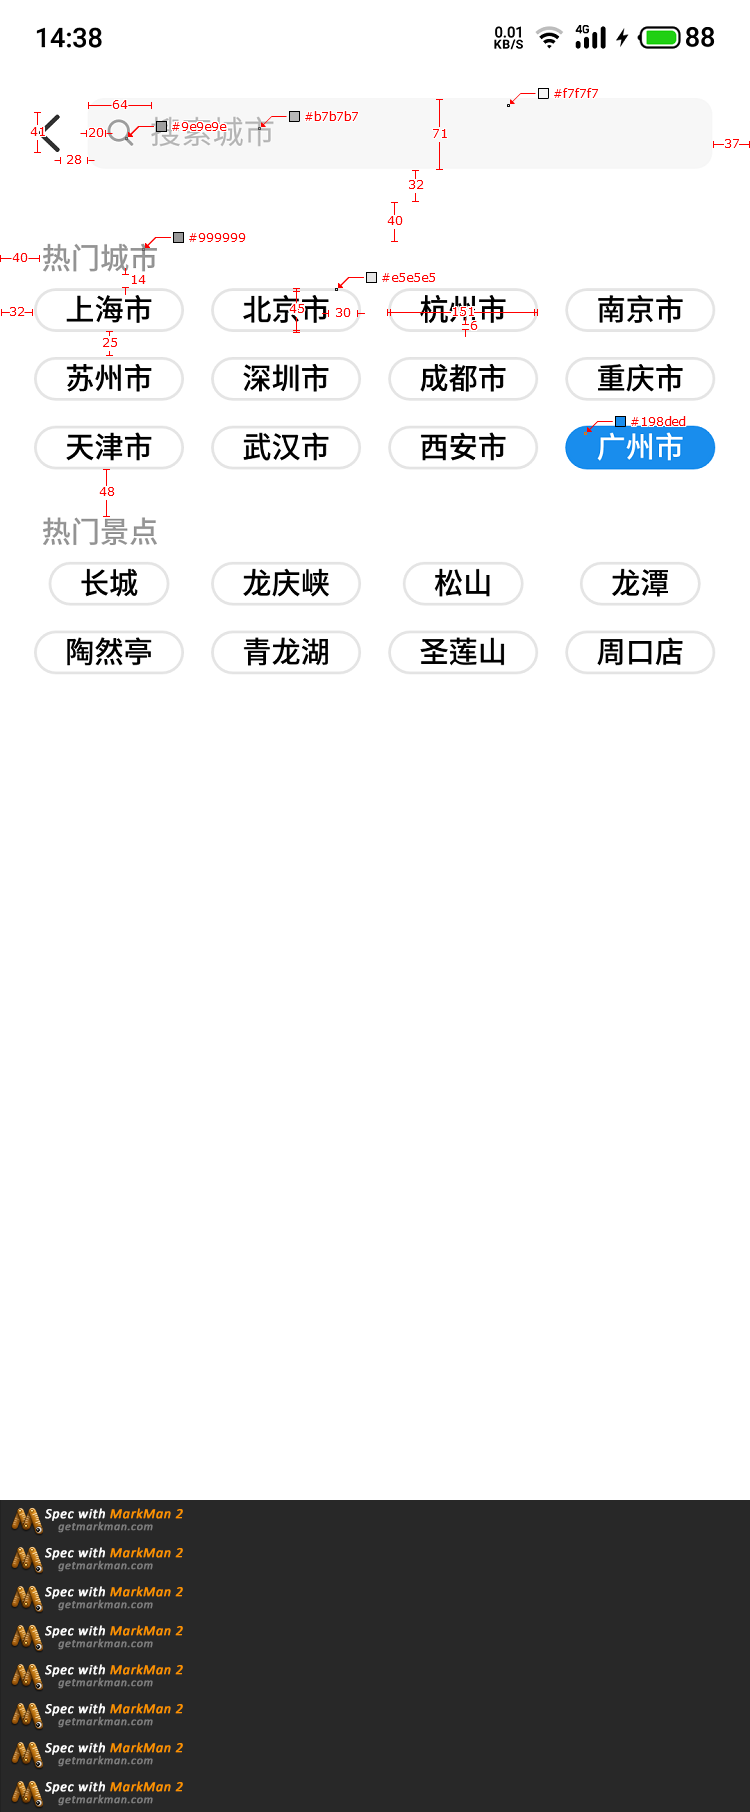 14:38
0.01 KB/S
4G
88
#f7f7f7
64
41
20
#9e9e9e
搜索城市
#b7b7b7
71
37
28
32
40
#999999
40
热门城市
14
#e5e5e5
32
上海市
北京市
45
30
杭州市
151
6
南京市
25
苏州市
深圳市
成都市
重庆市
#198ded
天津市
武汉市
西安市
广州市
48
热门景点
长城
龙庆峡
松山
龙潭
陶然亭
青龙湖
圣莲山
周口店
Spec with MarkMan 2
getmarkman.com
Spec with MarkMan 2
getmarkman.com
Spec with MarkMan 2
getmarkman.com
Spec with MarkMan 2
getmarkman.com
Spec with MarkMan 2
getmarkman.com
Spec with MarkMan 2
getmarkman.com
Spec with MarkMan 2
getmarkman.com
Spec with MarkMan 2
getmarkman.com